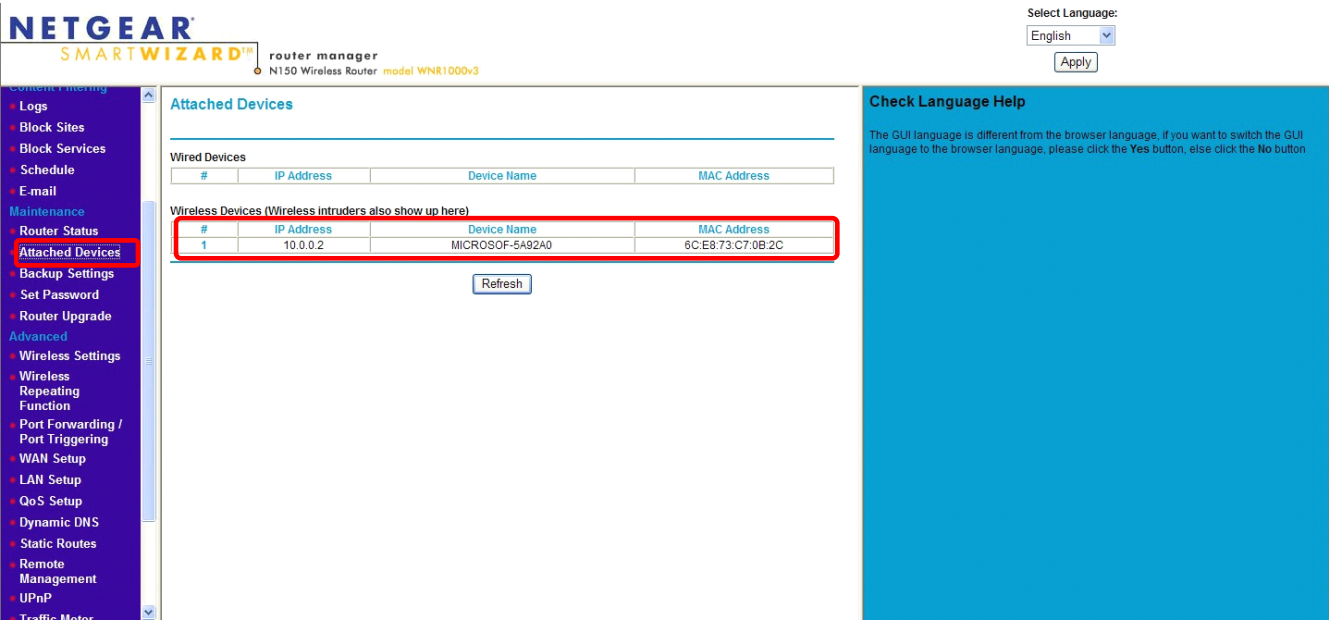 NETGEAR
SMARTWIZARD™ router manager
N150 Wireless Router model WNR1000v3
Select Language:
English
Apply
Content Filtering
Logs
Block Sites
Block Services
Schedule
E-mail
Maintenance
Router Status
Attached Devices
Backup Settings
Set Password
Router Upgrade
Advanced
Wireless Settings
Wireless
Repeating
Function
Port Forwarding /
Port Triggering
WAN Setup
LAN Setup
QoS Setup
Dynamic DNS
Static Routes
Remote
Management
UPnP
Traffic Meter
Attached Devices
Wired Devices
# IP Address Device Name MAC Address
Wireless Devices (Wireless intruders also show up here)
# IP Address Device Name MAC Address
1 10.0.0.2 MICROSOF-5A92A0 6C:E8:73:C7:0B:2C
Refresh
Check Language Help
The GUI language is different from the browser language, if you want to switch the GUI
language to the browser language, please click the Yes button, else click the No button